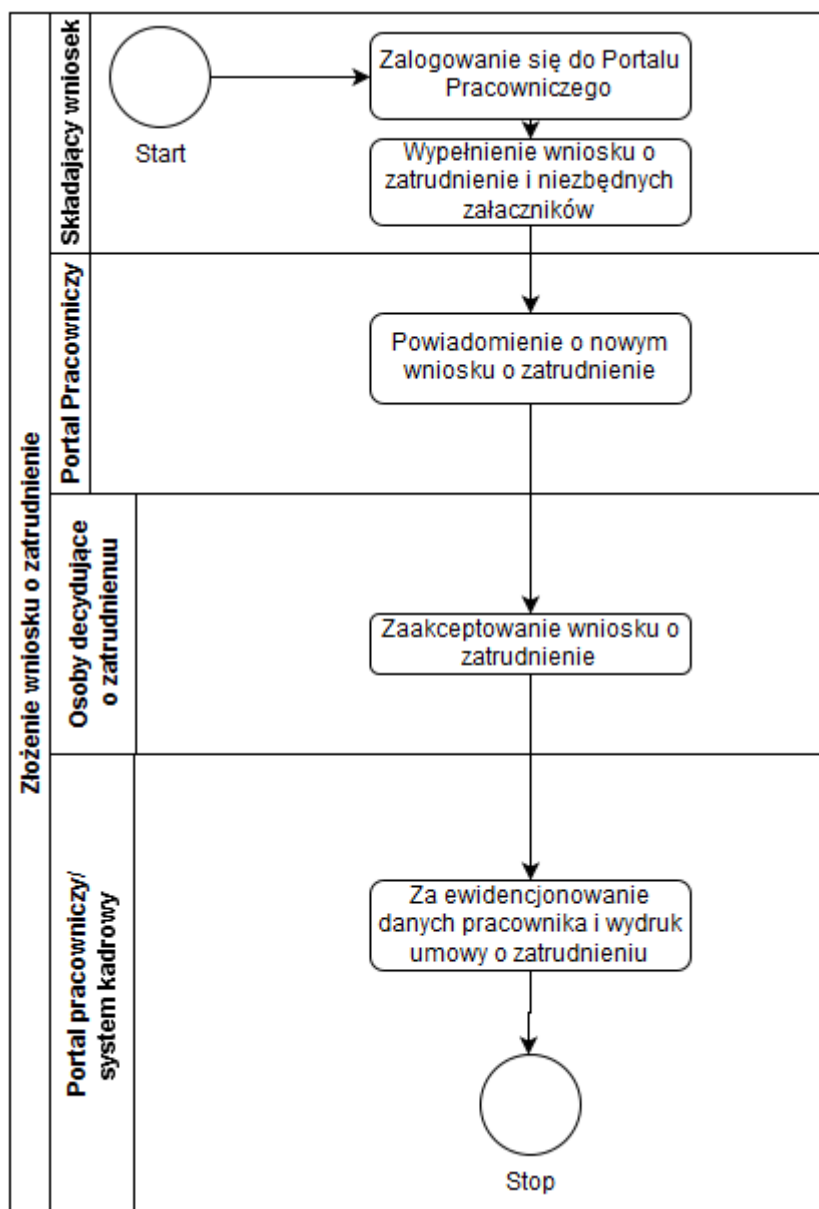 Złożenie wniosku o zatrudnienie
Składający wniosek
Start
Zalogowanie się do Portalu
Pracowniczego
Wypełnienie wniosku o
zatrudnienie i niezbędnych
załaczników
Portal Pracowniczy
Powiadomienie o nowym
wniosku o zatrudnienie
Osoby decydujące
o zatrudnienuu
Zaakceptowanie wniosku o
zatrudnienie
Portal pracowniczy/
system kadrowy
Za ewidencjonowanie
danych pracownika i wydruk
umowy o zatrudnieniu
Stop